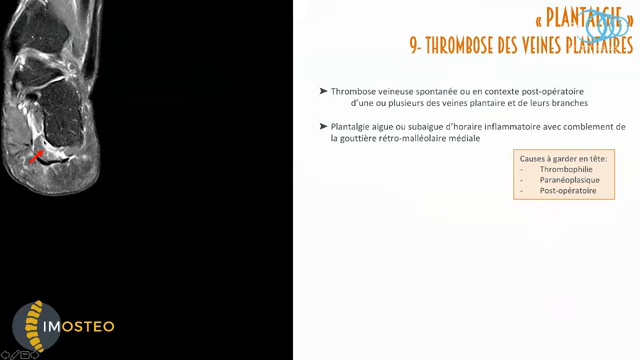 « PLANTALGIE »
9- THROMBOSE DES VEINES PLANTAIRES
➤ Thrombose veineuse spontanée ou en contexte post-opératoire
d'une ou plusieurs des veines plantaire et de leurs branches
➤ Plantalgie aigue ou subaigue d'horaire inflammatoire avec comblement de
la gouttière rétro-malléolaire médiale
Causes à garder en tête:
- Thrombophilie
- Paranéoplasique
- Post-opératoire
IMOSTEO